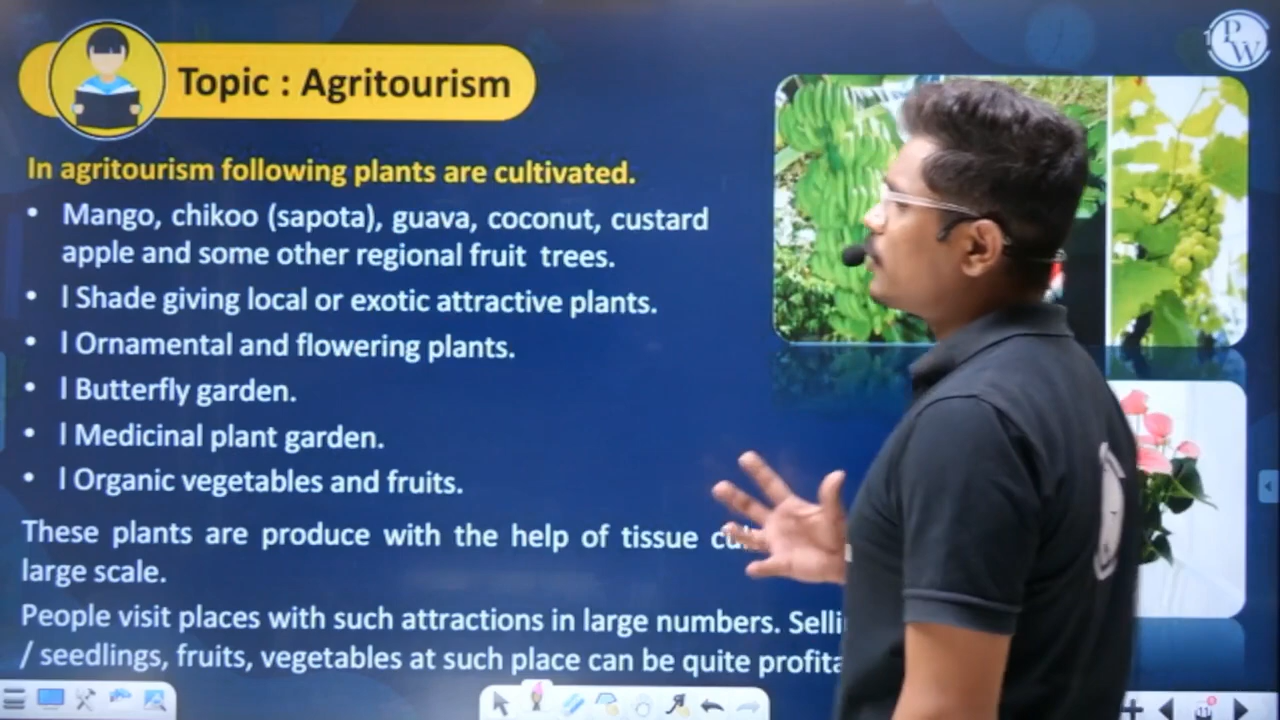 Topic : Agritourism
PW
In agritourism following plants are cultivated.
• Mango, chikoo (sapota), guava, coconut, custard
apple and some other regional fruit trees.
• l Shade giving local or exotic attractive plants.
• l Ornamental and flowering plants.
• l Butterfly garden.
• l Medicinal plant garden.
• l Organic vegetables and fruits.
These plants are produce with the help of tissue
large scale.
People visit places with such attractions in large numbers.
/ seedlings, fruits, vegetables at such place can be quite